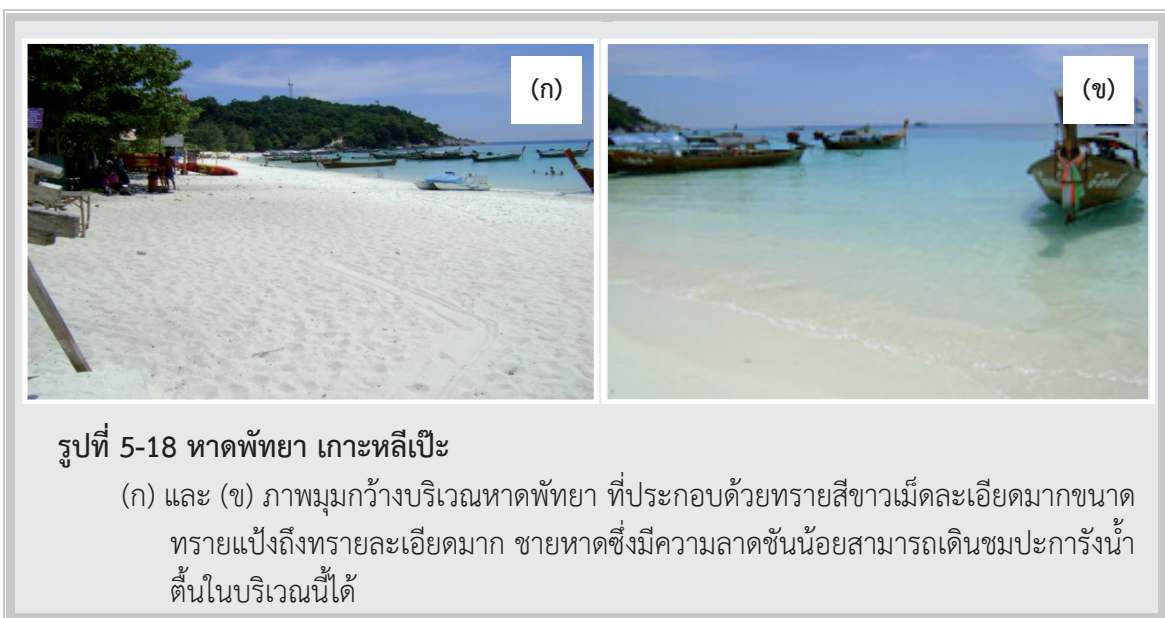 (ก)
(ข)
รูปที่ 5-18 หาดพัทยา เกาะหลีเป๊ะ
(ก) และ (ข) ภาพมุมกว้างบริเวณหาดพัทยา ที่ประกอบด้วยทรายสีขาวเม็ดละเอียดมากขนาด
ทรายแป้งถึงทรายละเอียดมาก ชายหาดซึ่งมีความลาดชันน้อยสามารถเดินชมปะการังน้ำ
ตื้นในบริเวณนี้ได้